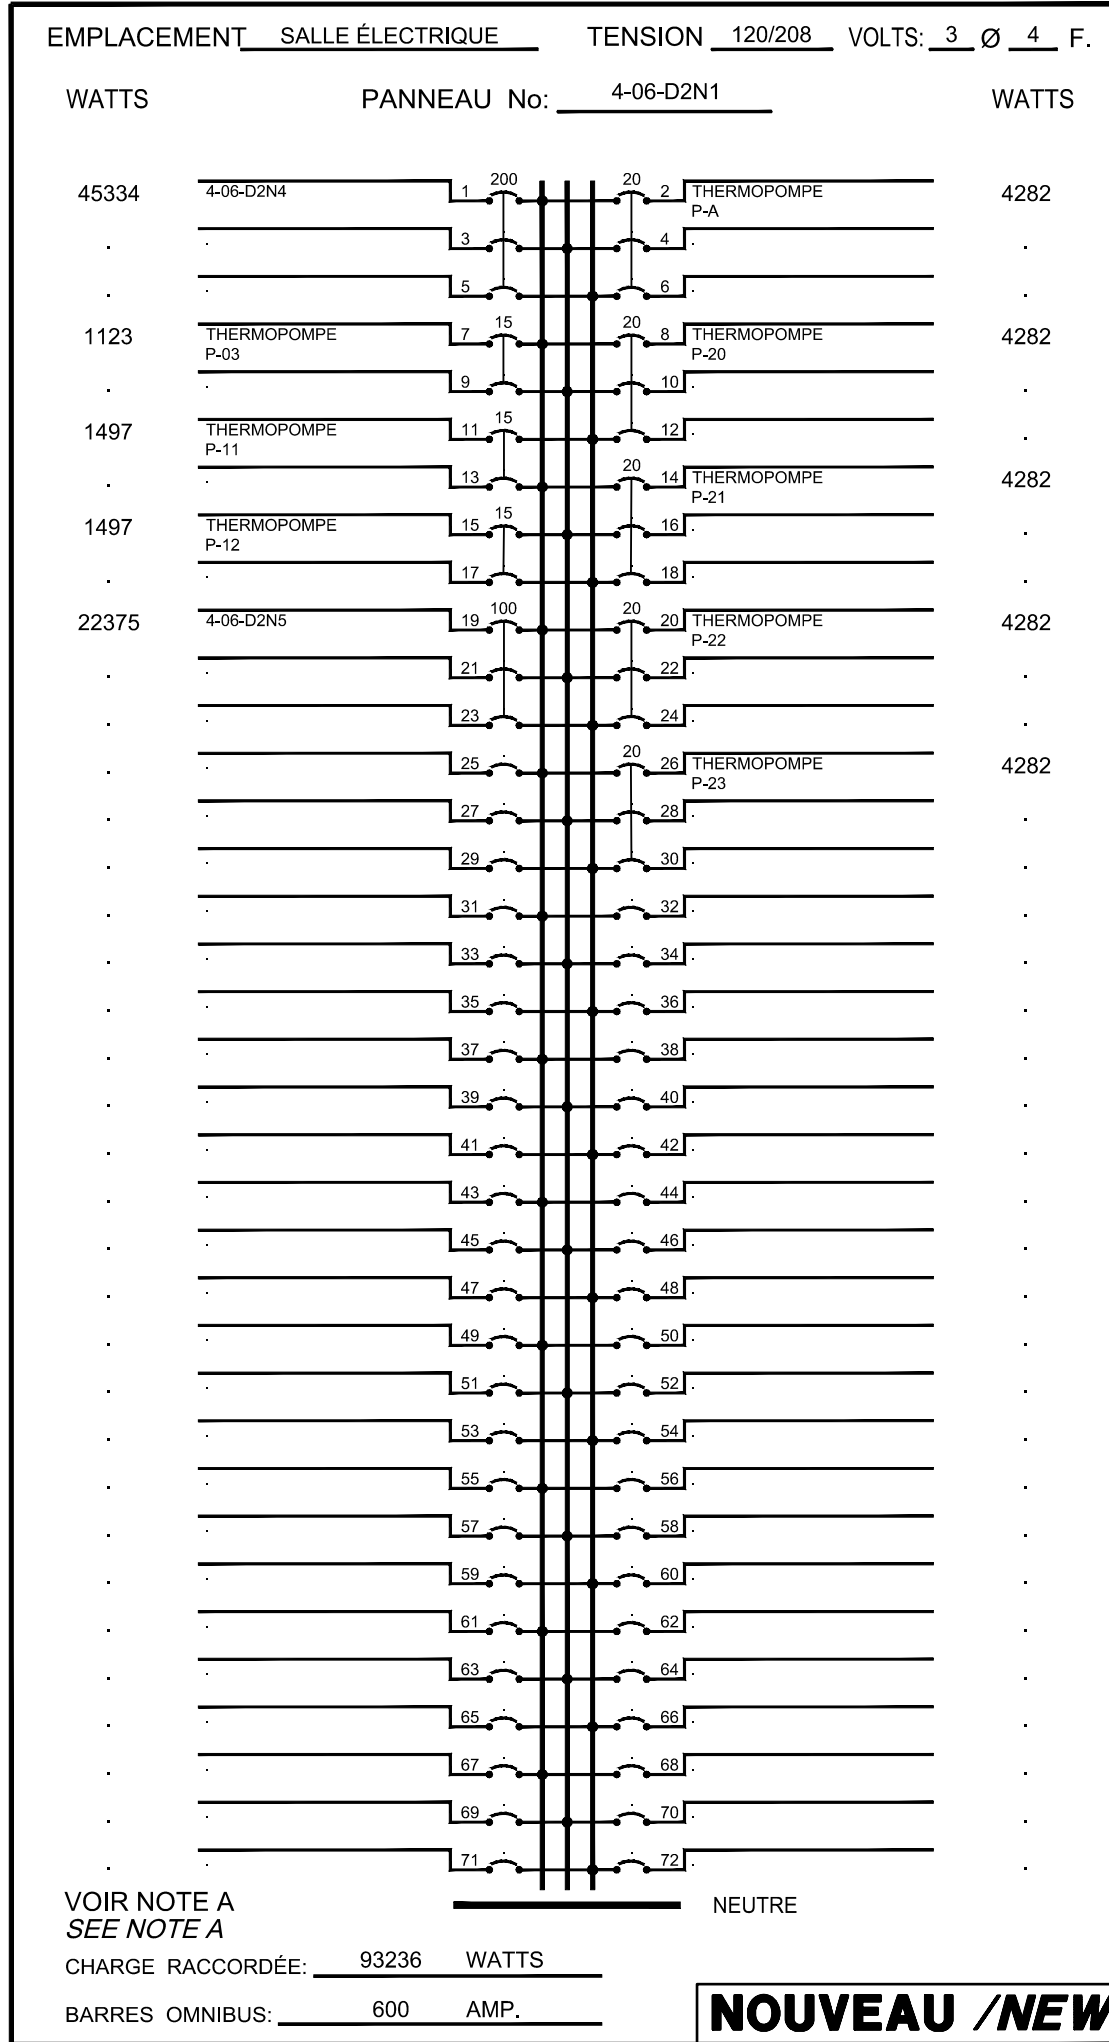 EMPLACEMENT SALLE ÉLECTRIQUE TENSION 120/208 VOLTS: 3 Ø 4 F.
WATTS PANNEAU No: 4-06-D2N1 WATTS
200 20
45334 4-06-D2N4 1 2 THERMOPOMPE 4282
P-A
. . 3 4 . .
. . 5 6 . .
15 20
1123 THERMOPOMPE 7 8 THERMOPOMPE 4282
P-03 P-20
. . 9 10 . .
15
1497 THERMOPOMPE 11 12 . .
P-11
20
. . 13 14 THERMOPOMPE 4282
P-21
15
1497 THERMOPOMPE 15 16 . .
P-12
. . 17 18 . .
100 20
22375 4-06-D2N5 19 20 THERMOPOMPE 4282
P-22
. . 21 22 . .
. . 23 24 . .
20
. . 25 26 THERMOPOMPE 4282
P-23
. . 27 28 . .
. . 29 30 . .
. . 31 32 . .
. . 33 34 . .
. . 35 36 . .
. . 37 38 . .
. . 39 40 . .
. . 41 42 . .
. . 43 44 . .
. . 45 46 . .
. . 47 48 . .
. . 49 50 . .
. . 51 52 . .
. . 53 54 . .
. . 55 56 . .
. . 57 58 . .
. . 59 60 . .
. . 61 62 . .
. . 63 64 . .
. . 65 66 . .
. . 67 68 . .
. . 69 70 . .
. . 71 72 . .
VOIR NOTE A NEUTRE
SEE NOTE A
CHARGE RACCORDÉE: 93236 WATTS
BARRES OMNIBUS: 600 AMP.
NOUVEAU /NEW